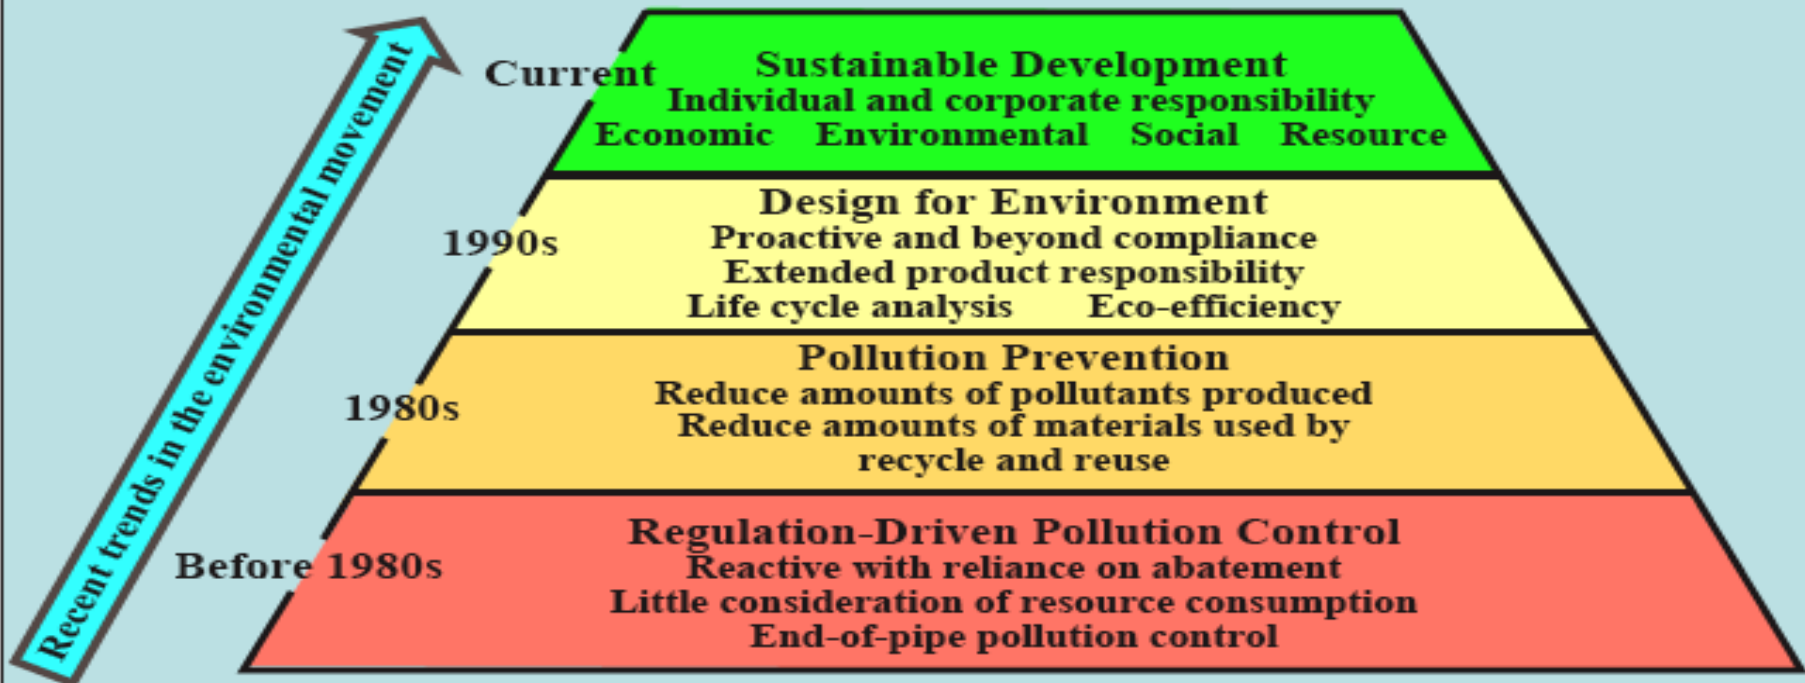 Recent trends in the environmental movement
Current
Sustainable Development
Individual and corporate responsibility
Economic Environmental Social Resource
1990s
Design for Environment
Proactive and beyond compliance
Extended product responsibility
Life cycle analysis Eco-efficiency
1980s
Pollution Prevention
Reduce amounts of pollutants produced
Reduce amounts of materials used by
recycle and reuse
Before 1980s
Regulation-Driven Pollution Control
Reactive with reliance on abatement
Little consideration of resource consumption
End-of-pipe pollution control